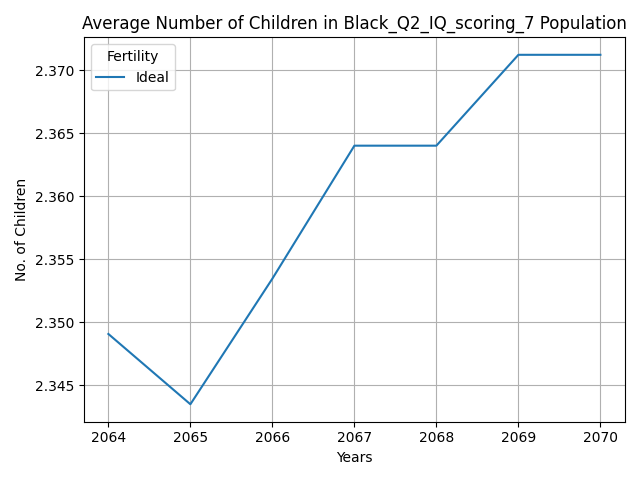 Average Number of Children in Black_Q2_IQ_scoring_7 Population
Fertility
Ideal
2.370
2.365
2.360
2.355
2.350
2.345
No. of Children
2064 2065 2066 2067 2068 2069 2070
Years